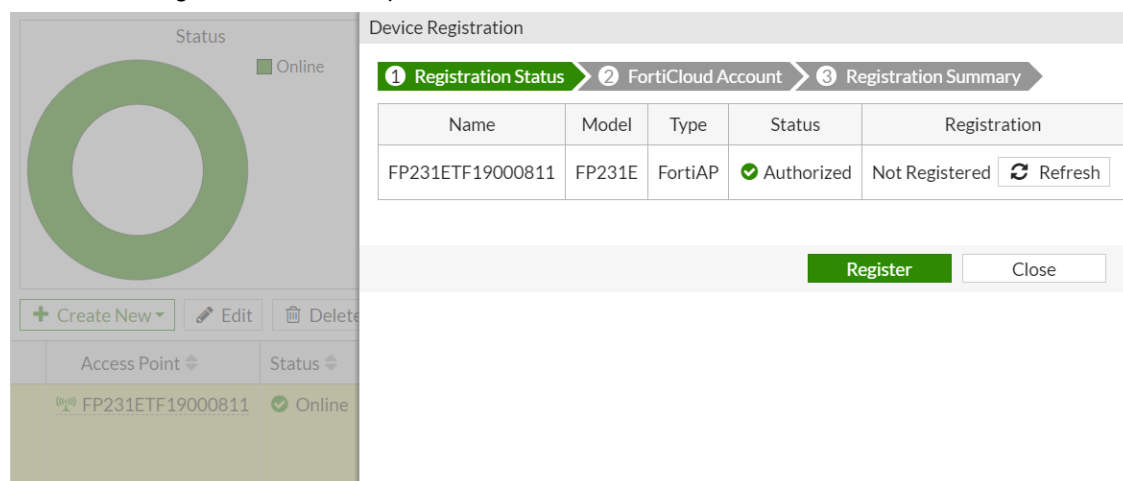 Status
Online
Create New
Edit
Delete
Access Point
Status
FP231ETF19000811
Online
Device Registration
1 Registration Status
2 FortiCloud Account
3 Registration Summary
Name Model Type Status Registration
FP231ETF19000811 FP231E FortiAP Authorized Not Registered Refresh
Register
Close